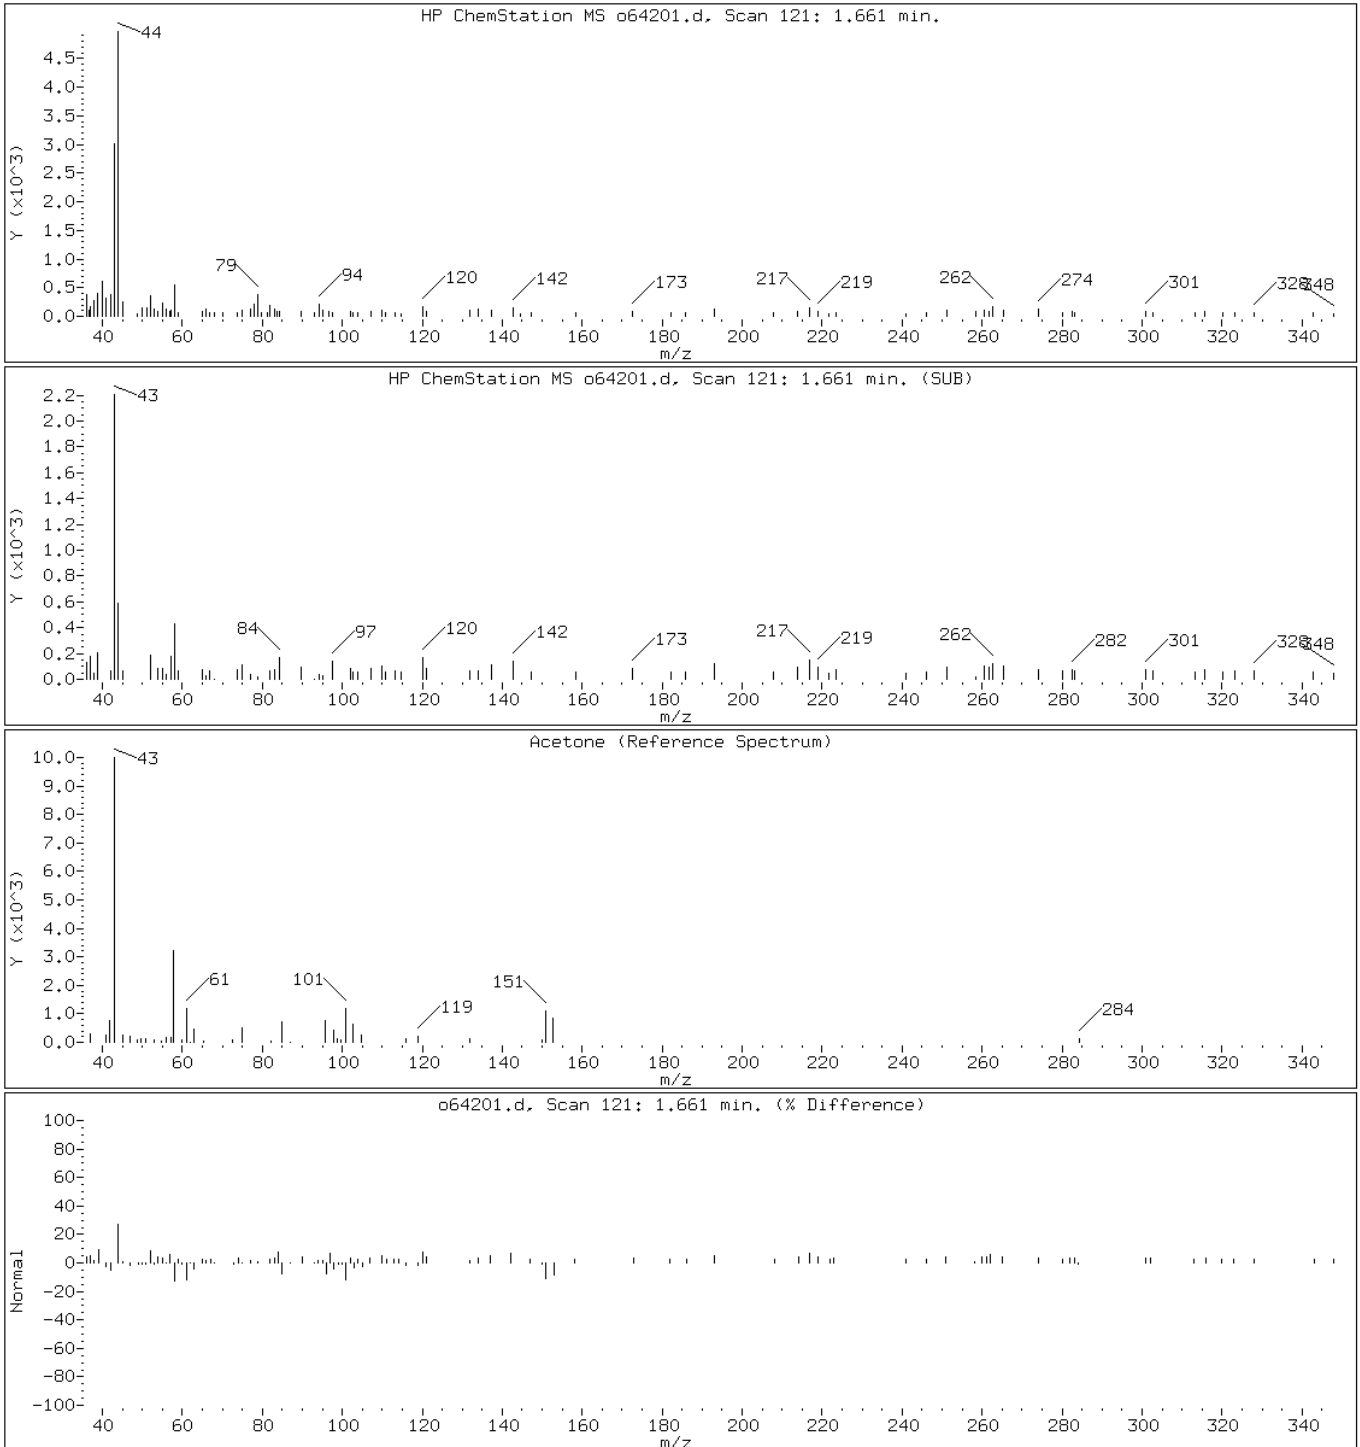 HP ChemStation MS o64201.d, Scan 121: 1.661 min.
44
4.5
4.0
3.5
3.0
2.5
2.0
1.5
1.0
0.5
0.0
Y (x10^3)
79 94 120 142 173 217 219 262 274 301 328 348
40 60 80 100 120 140 160 180 200 220 240 260 280 300 320 340
m/z
HP ChemStation MS o64201.d, Scan 121: 1.661 min. (SUB)
43
2.2
2.0
1.8
1.6
1.4
1.2
1.0
0.8
0.6
0.4
0.2
0.0
Y (x10^3)
84 97 120 142 173 217 219 262 282 301 328 348
40 60 80 100 120 140 160 180 200 220 240 260 280 300 320 340
m/z
Acetone (Reference Spectrum)
43
10.0
9.0
8.0
7.0
6.0
5.0
4.0
3.0
2.0
1.0
0.0
Y (x10^3)
61 101 119 151 284
40 60 80 100 120 140 160 180 200 220 240 260 280 300 320 340
m/z
o64201.d, Scan 121: 1.661 min. (% Difference)
100
80
60
40
20
0
-20
-40
-60
-80
-100
Normal
40 60 80 100 120 140 160 180 200 220 240 260 280 300 320 340
m/z